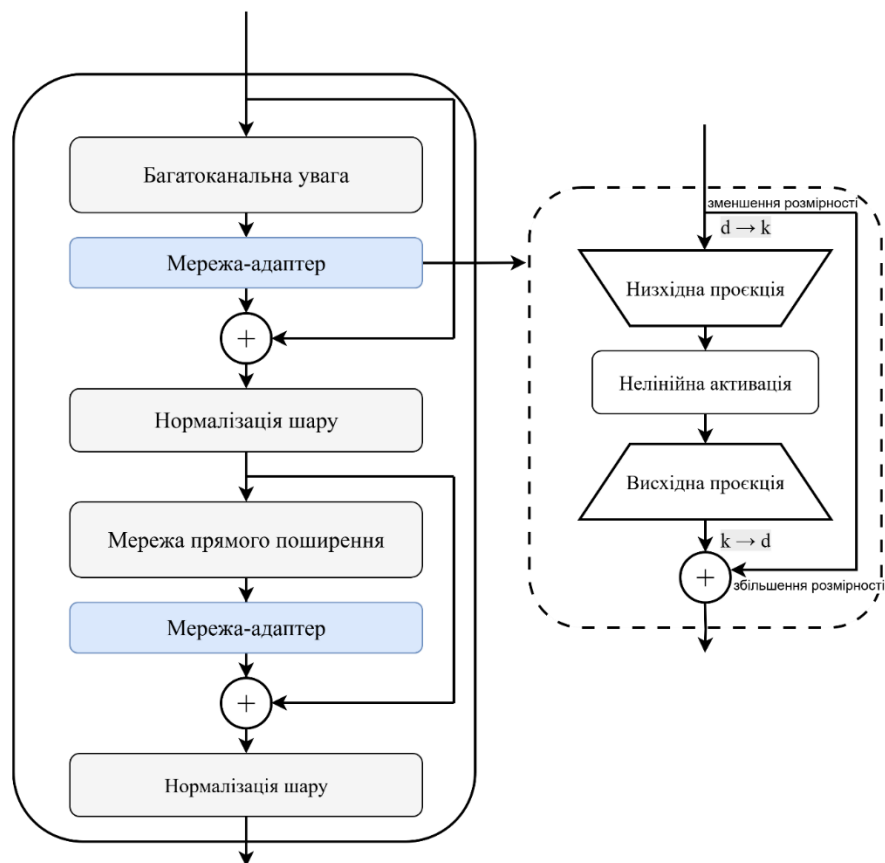 Багатоканальна увага
Мережа-адаптер
+
Нормалізація шару
Мережа прямого поширення
Мережа-адаптер
+
Нормалізація шару
зменшення розмірності
d → k
Низхідна проєкція
Нелінійна активація
Висхідна проєкція
k → d
+
збільшення розмірності